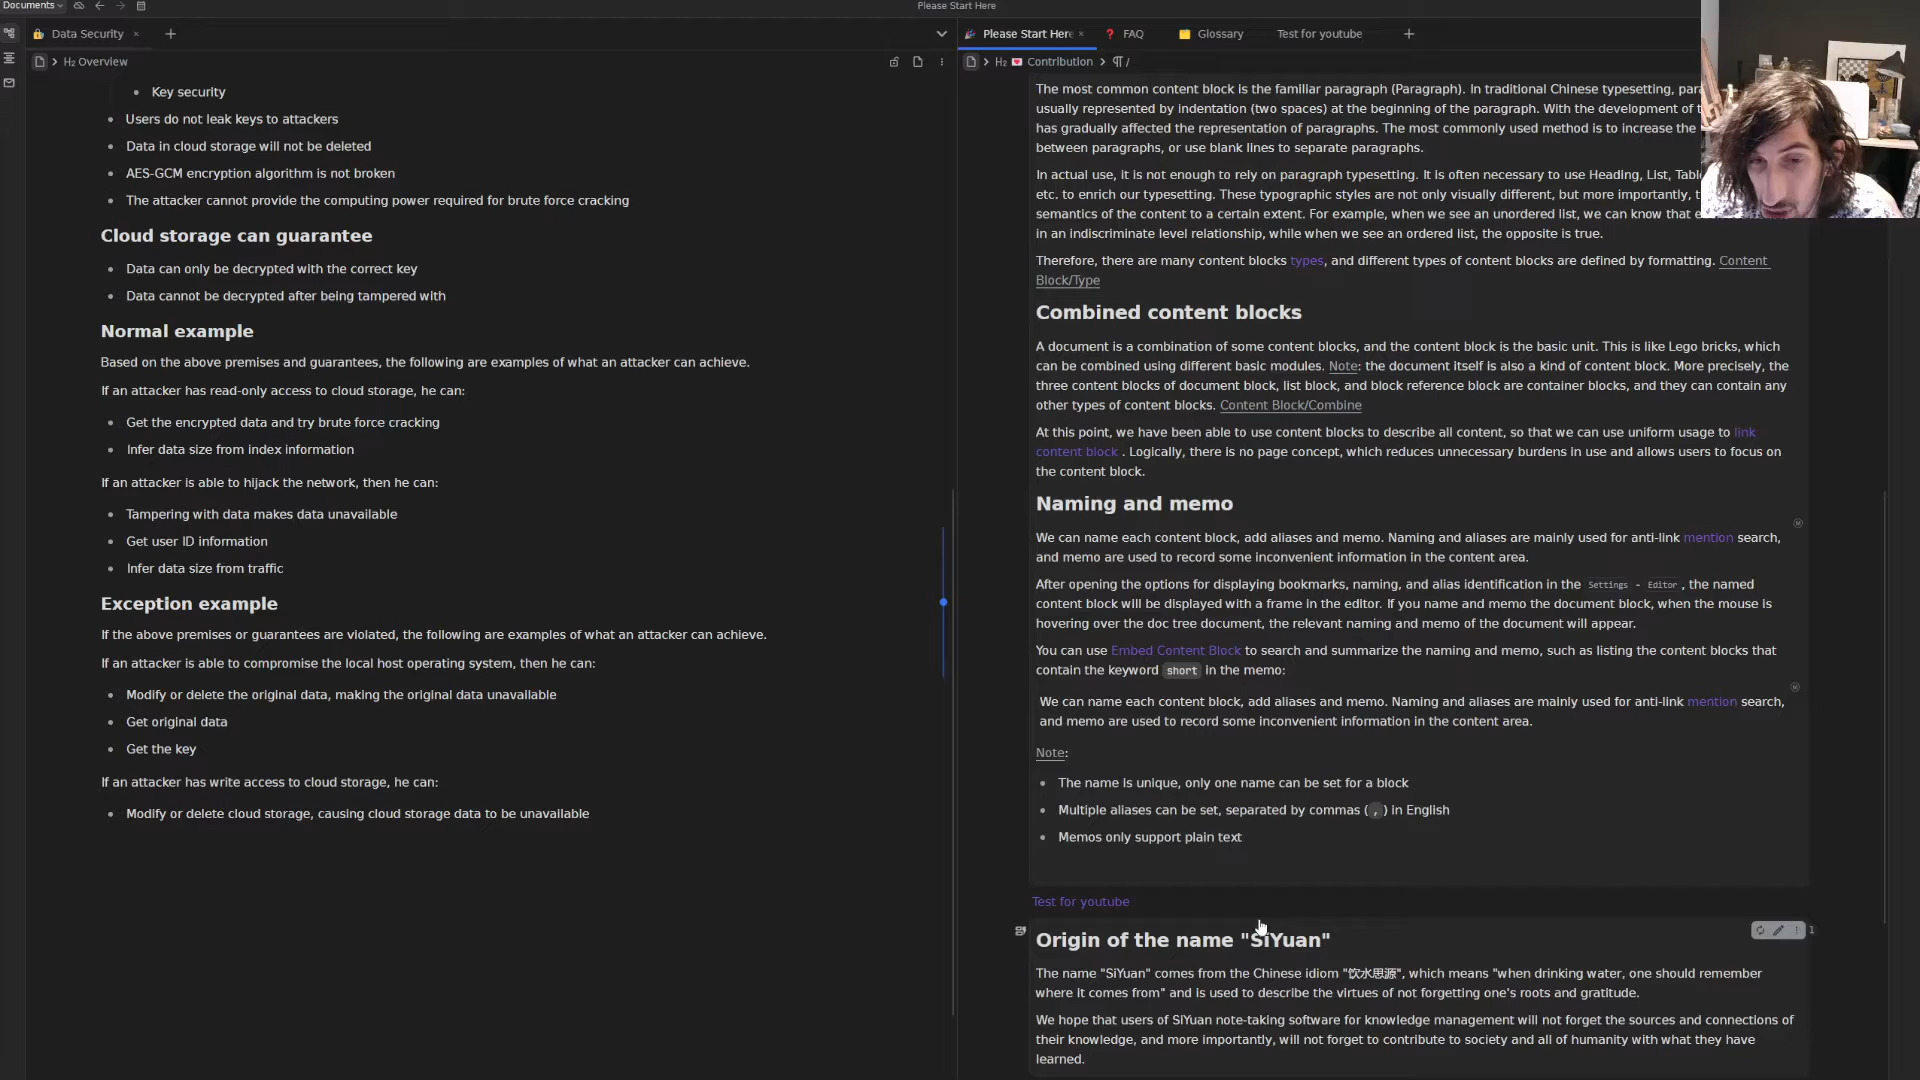 Documents
Please Start Here
Data Security
H2 Overview
Key security
Users do not leak keys to attackers
Data in cloud storage will not be deleted
AES-GCM encryption algorithm is not broken
The attacker cannot provide the computing power required for brute force cracking
Cloud storage can guarantee
Data can only be decrypted with the correct key
Data cannot be decrypted after being tampered with
Normal example
Based on the above premises and guarantees, the following are examples of what an attacker can achieve.
If an attacker has read-only access to cloud storage, he can:
Get the encrypted data and try brute force cracking
Infer data size from index information
If an attacker is able to hijack the network, then he can:
Tampering with data makes data unavailable
Get user ID information
Infer data size from traffic
Exception example
If the above premises or guarantees are violated, the following are examples of what an attacker can achieve.
If an attacker is able to compromise the local host operating system, then he can:
Modify or delete the original data, making the original data unavailable
Get original data
Get the key
If an attacker has write access to cloud storage, he can:
Modify or delete cloud storage, causing cloud storage data to be unavailable
Please Start Here
FAQ
Glossary
Test for youtube
H2 💌 Contribution > ¶ /
The most common content block is the familiar paragraph (Paragraph). In traditional Chinese typesetting,
usually represented by indentation (two spaces) at the beginning of the paragraph. With the development of
has gradually affected the representation of paragraphs. The most commonly used method is to increase the
between paragraphs, or use blank lines to separate paragraphs.
In actual use, it is not enough to rely on paragraph typesetting. It is often necessary to use Heading, List,
etc. to enrich our typesetting. These typographic styles are not only visually different, but more importantly,
semantics of the content to a certain extent. For example, when we see an unordered list, we can know that
in an indiscriminate level relationship, while when we see an ordered list, the opposite is true.
Therefore, there are many content blocks types, and different types of content blocks are defined by formatting. Content
Block/Type
Combined content blocks
A document is a combination of some content blocks, and the content block is the basic unit. This is like Lego bricks, which
can be combined using different basic modules. Note: the document itself is also a kind of content block. More precisely, the
three content blocks of document block, list block, and block reference block are container blocks, and they can contain any
other types of content blocks. Content Block/Combine
At this point, we have been able to use content blocks to describe all content, so that we can use uniform usage to link
content block . Logically, there is no page concept, which reduces unnecessary burdens in use and allows users to focus on
the content block.
Naming and memo
We can name each content block, add aliases and memo. Naming and aliases are mainly used for anti-link mention search,
and memo are used to record some inconvenient information in the content area.
After opening the options for displaying bookmarks, naming, and alias identification in the Settings - Editor , the named
content block will be displayed with a frame in the editor. If you name and memo the document block, when the mouse is
hovering over the doc tree document, the relevant naming and memo of the document will appear.
You can use Embed Content Block to search and summarize the naming and memo, such as listing the content blocks that
contain the keyword short in the memo:
We can name each content block, add aliases and memo. Naming and aliases are mainly used for anti-link mention search,
and memo are used to record some inconvenient information in the content area.
Note:
The name is unique, only one name can be set for a block
Multiple aliases can be set, separated by commas ( , ) in English
Memos only support plain text
Test for youtube
Origin of the name "SiYuan"
1
The name "SiYuan" comes from the Chinese idiom "饮水思源", which means "when drinking water, one should remember
where it comes from" and is used to describe the virtues of not forgetting one's roots and gratitude.
We hope that users of SiYuan note-taking software for knowledge management will not forget the sources and connections of
their knowledge, and more importantly, will not forget to contribute to society and all of humanity with what they have
learned.